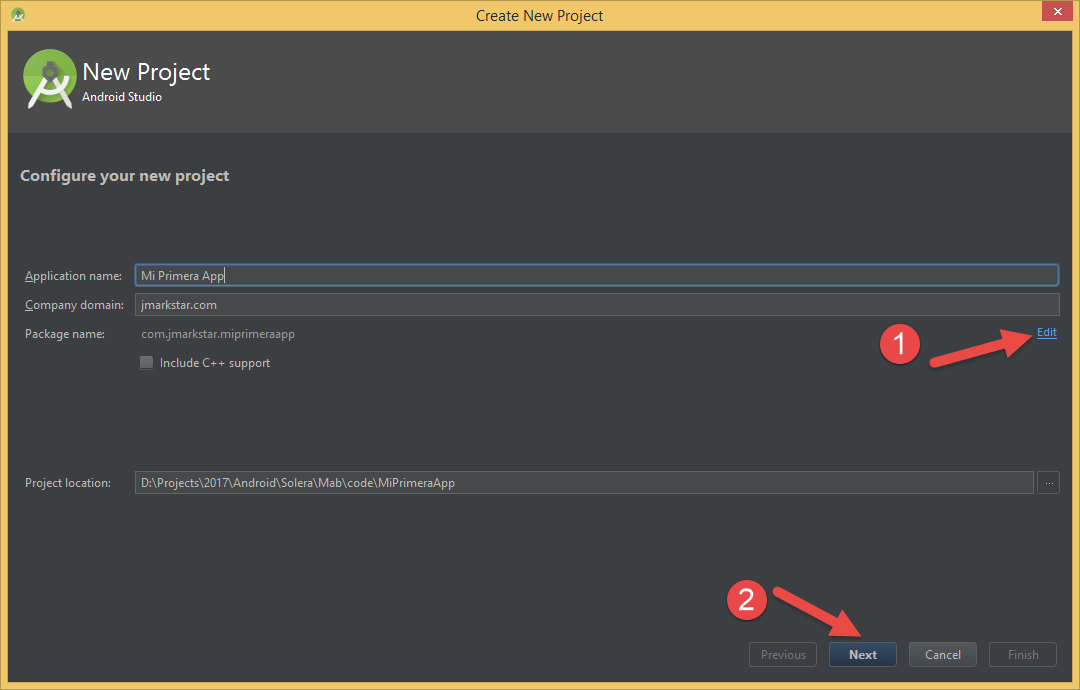 Create New Project
New Project
Android Studio
Configure your new project
Application name: Mi Primera App
Company domain: jmarkstar.com
Package name: com.jmarkstar.miprimeraapp Edit
1
Include C++ support
Project location: D:\Projects\2017\Android\Solera\Mab\code\MiPrimeraApp ...
2
Previous Next Cancel Finish